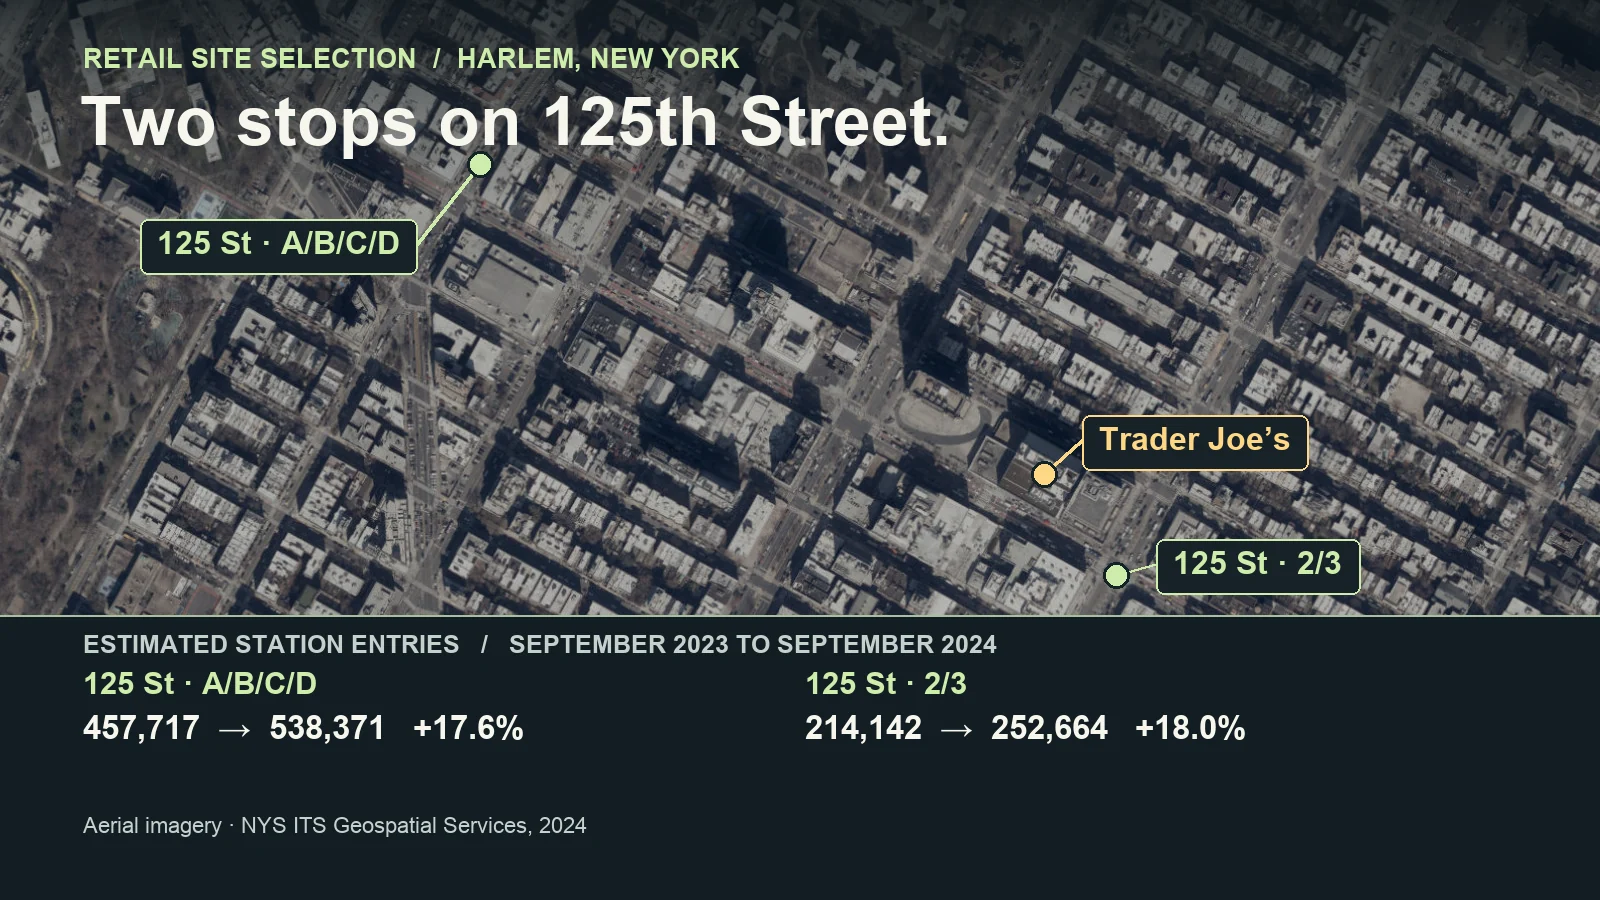 RETAIL SITE SELECTION / HARLEM, NEW YORK
Two stops on 125th Street.
125 St · A/B/C/D
Trader Joe’s
125 St · 2/3
ESTIMATED STATION ENTRIES / SEPTEMBER 2023 TO SEPTEMBER 2024
125 St · A/B/C/D
457,717 → 538,371 +17.6%
125 St · 2/3
214,142 → 252,664 +18.0%
Aerial imagery · NYS ITS Geospatial Services, 2024